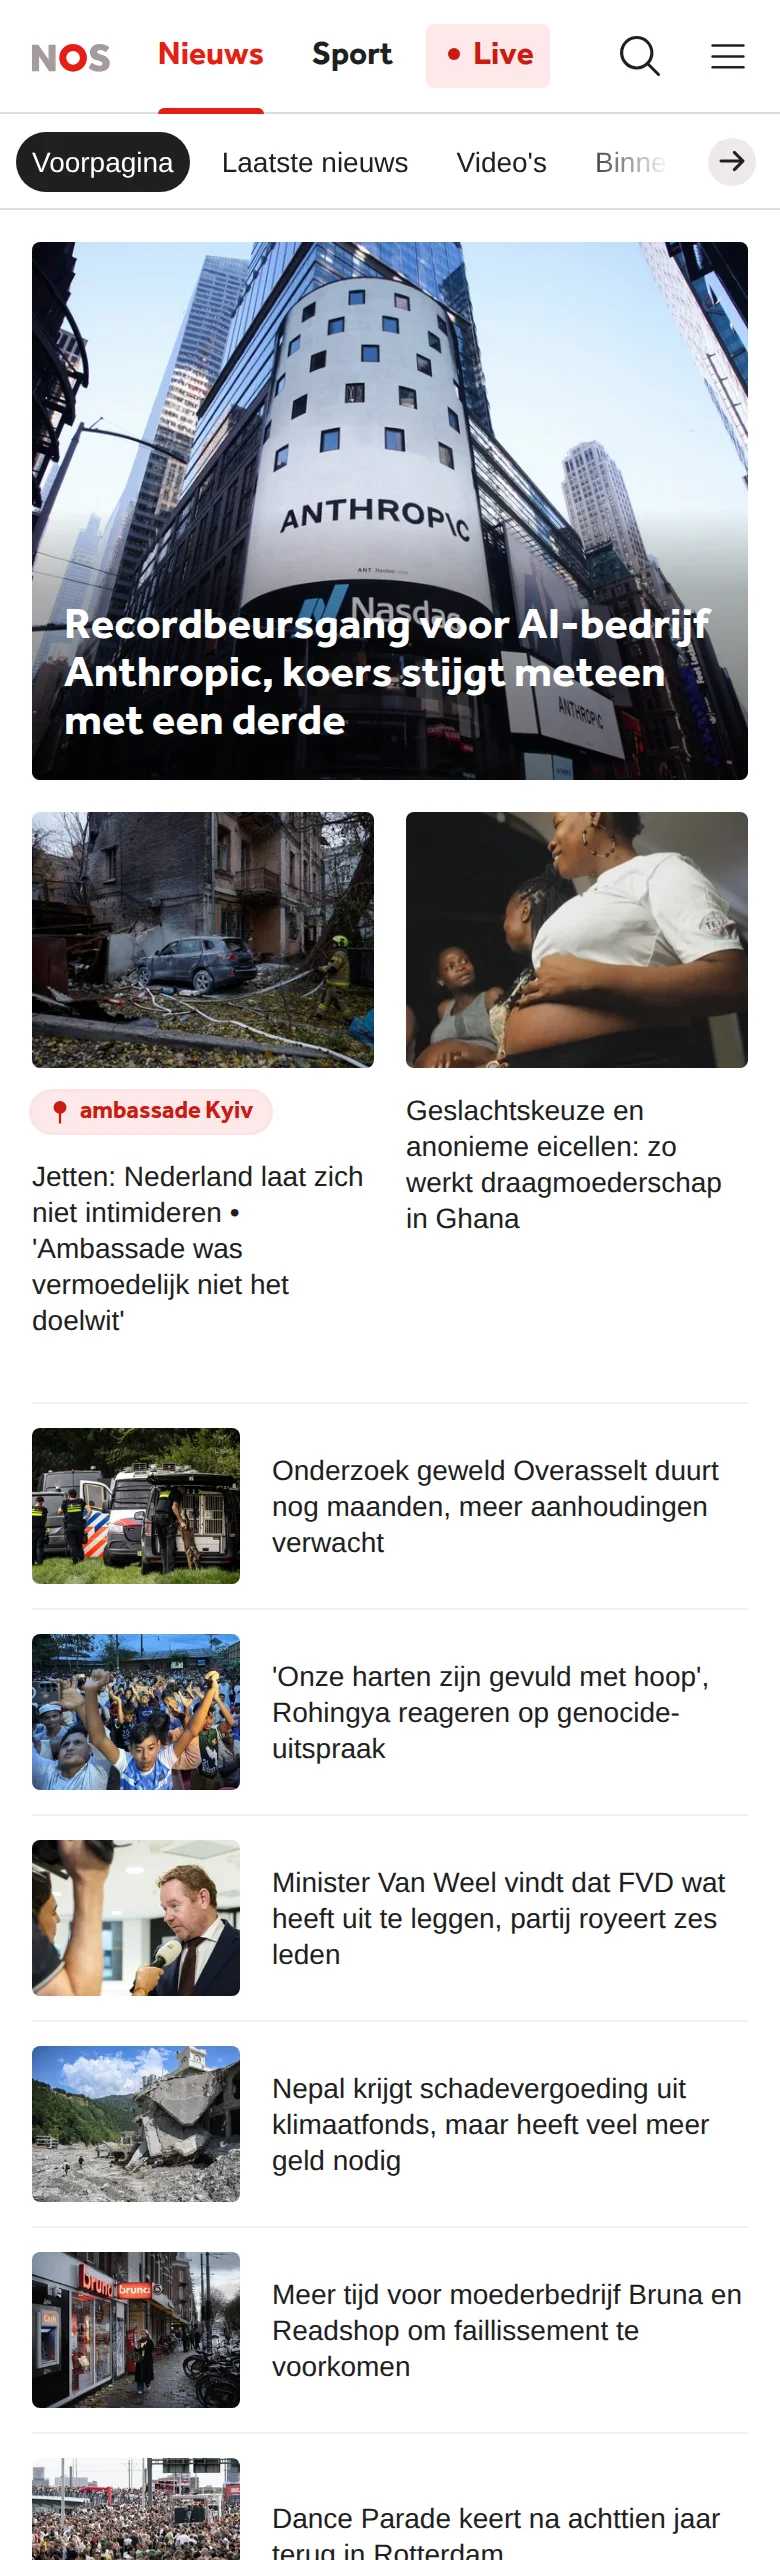 NOS
Nieuws
Sport
Live
Voorpagina
Laatste nieuws
Video's
Binne
ANTHROP\C
Nasdaq
ANTHROP\C
Recordbeursgang voor AI-bedrijf
Anthropic, koers stijgt meteen
met een derde
ambassade Kyiv
Jetten: Nederland laat zich
niet intimideren •
'Ambassade was
vermoedelijk niet het
doelwit'
Geslachtskeuze en
anonieme eicellen: zo
werkt draagmoederschap
in Ghana
Onderzoek geweld Overasselt duurt
nog maanden, meer aanhoudingen
verwacht
'Onze harten zijn gevuld met hoop',
Rohingya reageren op genocide-
uitspraak
Minister Van Weel vindt dat FVD wat
heeft uit te leggen, partij royeert zes
leden
Nepal krijgt schadevergoeding uit
klimaatfonds, maar heeft veel meer
geld nodig
bruna
bruna
Meer tijd voor moederbedrijf Bruna en
Readshop om faillissement te
voorkomen
Dance Parade keert na achttien jaar
terug in Rotterdam